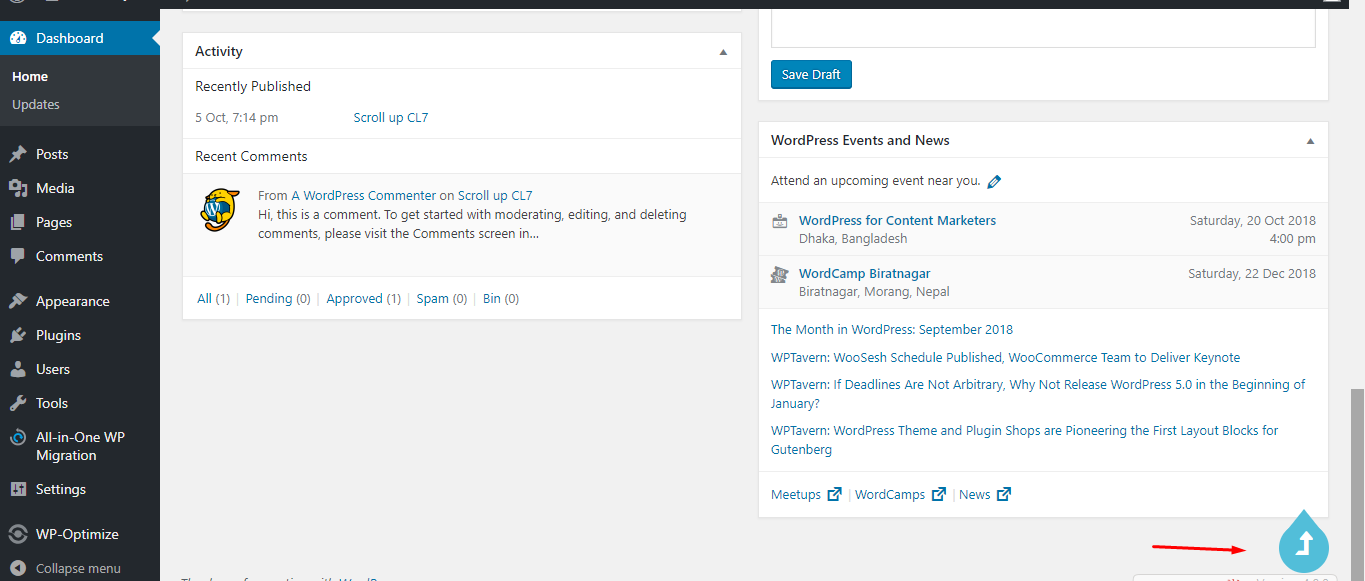 Dashboard
Home
Updates
Posts
Media
Pages
Comments
Appearance
Plugins
Users
Tools
All-in-One WP
Migration
Settings
WP-Optimize
Collapse menu
Activity
Recently Published
5 Oct, 7:14 pm Scroll up CL7
Recent Comments
From A WordPress Commenter on Scroll up CL7
Hi, this is a comment. To get started with moderating, editing, and deleting
comments, please visit the Comments screen in...
All (1) | Pending (0) | Approved (1) | Spam (0) | Bin (0)
Save Draft
WordPress Events and News
Attend an upcoming event near you.
WordPress for Content Marketers Saturday, 20 Oct 2018
Dhaka, Bangladesh 4:00 pm
WordCamp Biratnagar Saturday, 22 Dec 2018
Biratnagar, Morang, Nepal
The Month in WordPress: September 2018
WPTavern: WooSesh Schedule Published, WooCommerce Team to Deliver Keynote
WPTavern: If Deadlines Are Not Arbitrary, Why Not Release WordPress 5.0 in the Beginning of
January?
WPTavern: WordPress Theme and Plugin Shops are Pioneering the First Layout Blocks for
Gutenberg
Meetups | WordCamps | News